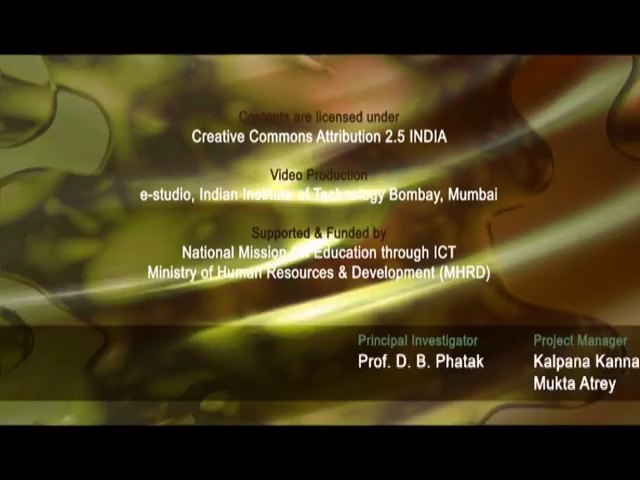 Contents are licensed under
Creative Commons Attribution 2.5 INDIA
Video Production
e-studio, Indian Institute of Technology Bombay, Mumbai
Supported & Funded by
National Mission on Education through ICT
Ministry of Human Resources & Development (MHRD)
Principal Investigator
Prof. D. B. Phatak
Project Manager
Kalpana Kanna
Mukta Atrey